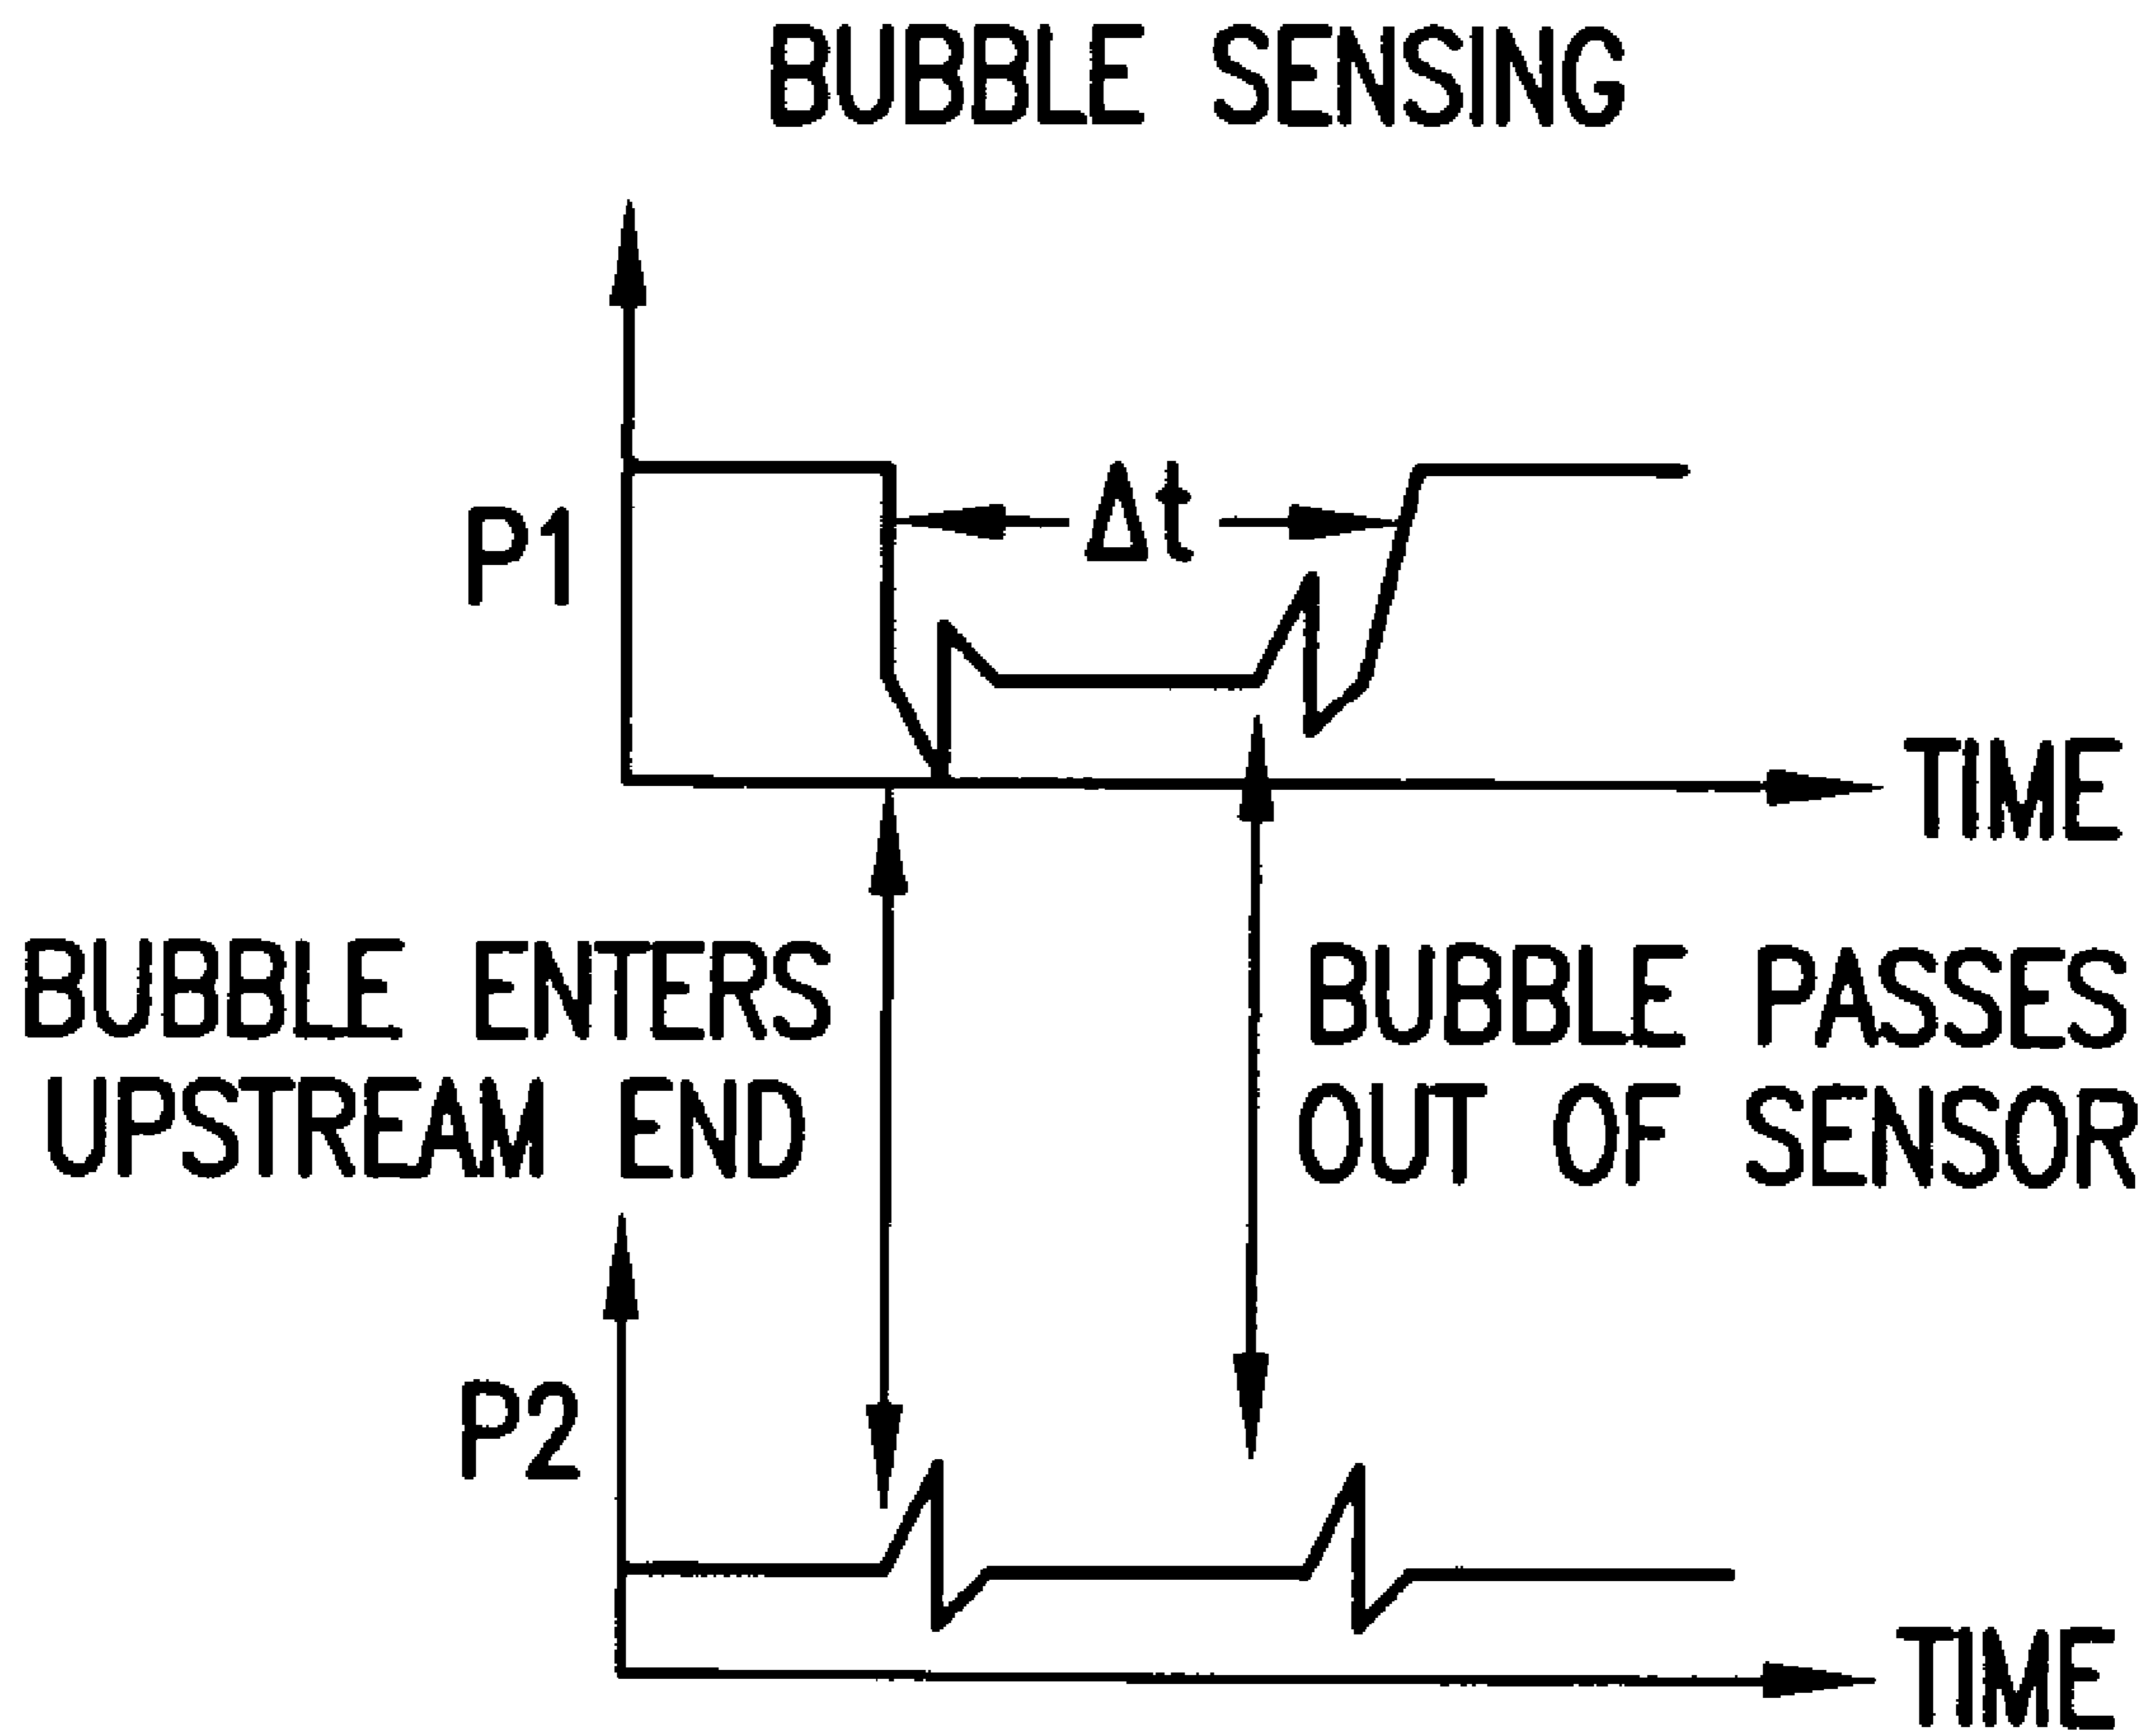 BUBBLE SENSING
P1
Δt
TIME
BUBBLE ENTERS
UPSTREAM END
BUBBLE PASSES
OUT OF SENSOR
P2
TIME